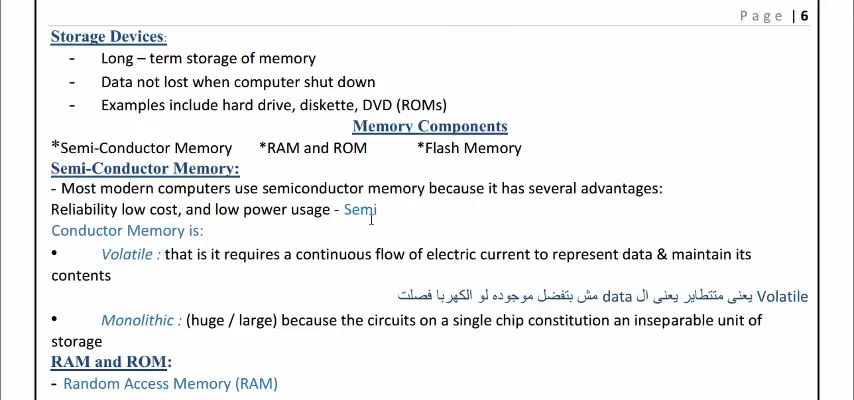 Page | 6
Storage Devices:
- Long – term storage of memory
- Data not lost when computer shut down
- Examples include hard drive, diskette, DVD (ROMs)
Memory Components
*Semi-Conductor Memory *RAM and ROM *Flash Memory
Semi-Conductor Memory:
- Most modern computers use semiconductor memory because it has several advantages:
Reliability low cost, and low power usage - Semi
Conductor Memory is:
• Volatile : that is it requires a continuous flow of electric current to represent data & maintain its
contents
Volatile يعنى متتطاير يعنى ال data مش بتفضل موجوده لو الكهربا فصلت
• Monolithic : (huge / large) because the circuits on a single chip constitution an inseparable unit of
storage
RAM and ROM:
- Random Access Memory (RAM)